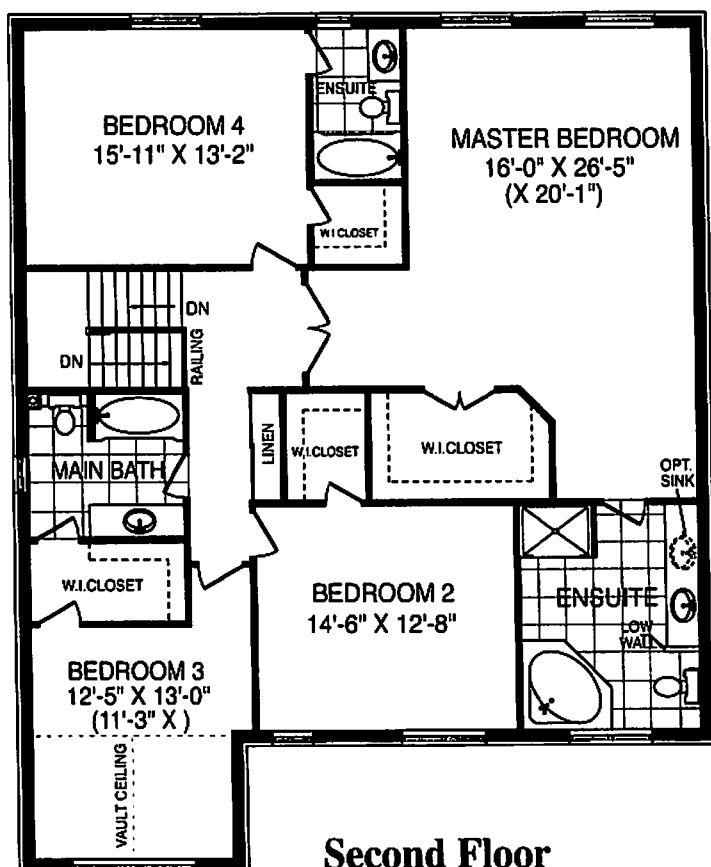 ENSUITE
BEDROOM 4
15'-11" X 13'-2"
MASTER BEDROOM
16'-0" X 26'-5"
(X 20'-1")
W.I CLOSET
DN
DN
RAILING
LINEN
W.I.CLOSET
W.I.CLOSET
MAIN BATH
OPT.
SINK
W.I.CLOSET
BEDROOM 2
14'-6" X 12'-8"
ENSUITE
LOW
WALL
BEDROOM 3
12'-5" X 13'-0"
(11'-3" X )
VAULT CEILING
Second Floor